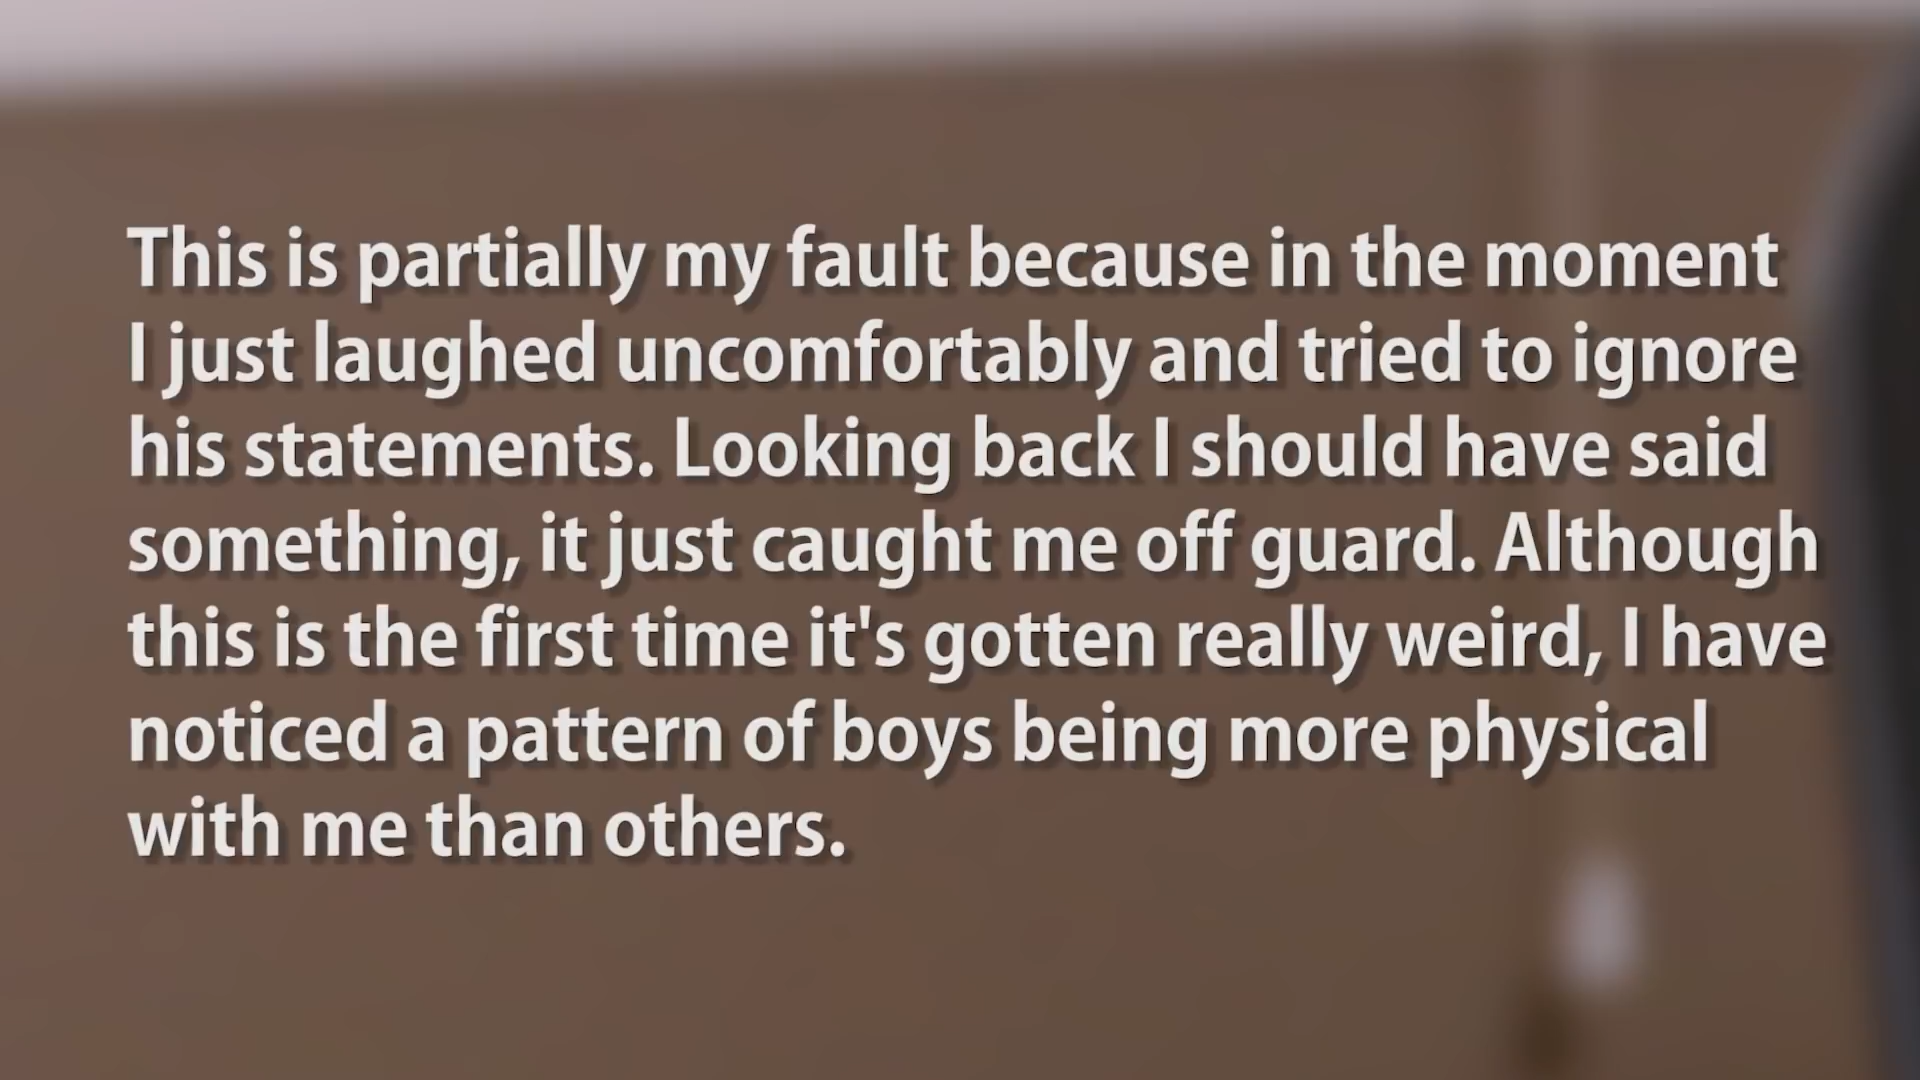 This is partially my fault because in the moment
I just laughed uncomfortably and tried to ignore
his statements. Looking back I should have said
something, it just caught me off guard. Although
this is the first time it's gotten really weird, I have
noticed a pattern of boys being more physical
with me than others.